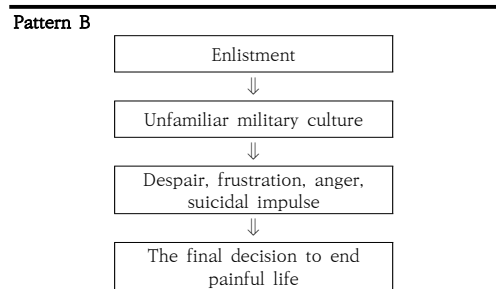 Pattern B
Enlistment
⇓
Unfamiliar military culture
⇓
Despair, frustration, anger,
suicidal impulse
⇓
The final decision to end
painful life